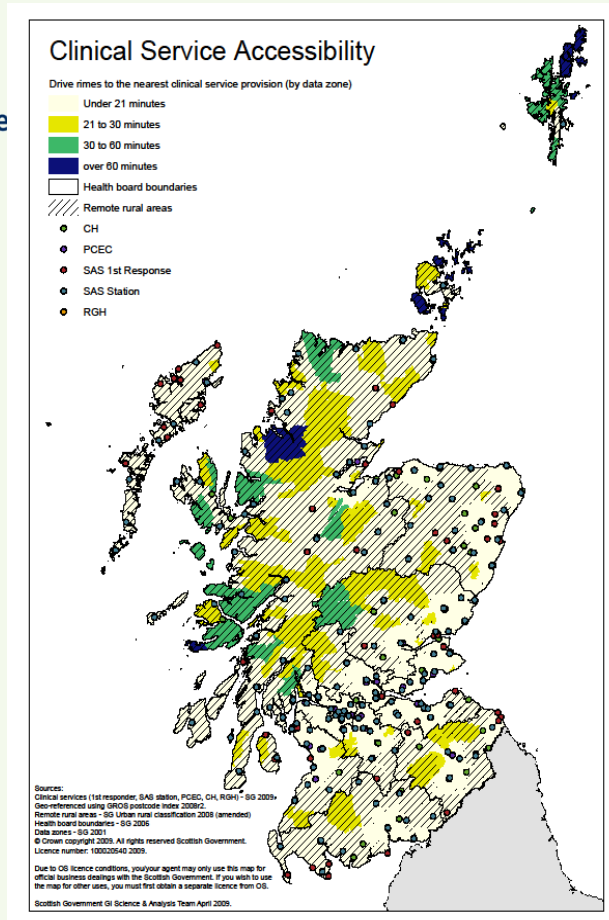 Clinical Service Accessibility
Drive rimes to the nearest clinical service provision (by data zone)
Under 21 minutes
21 to 30 minutes
30 to 60 minutes
over 60 minutes
Health board boundaries
Remote rural areas
CH
PCEC
SAS 1st Response
SAS Station
RGH
e
Sources:
Clinical services (1st responder, SAS station, PCEC, CH, RGH) - SG 2009
Geo-referenced using GROS postcode index 2008r2.
Remote rural areas - SG Urban rural classification 2008 (amended)
Health board boundaries - SG 2006
Data zones - SG 2001
© Crown copyright 2009. All rights reserved Scottish Government.
Licence number: 100020540 2009.
Due to OS licence conditions, you/your agent may only use this map for
official business dealings with the Scottish Government. If you wish to use
the map for other uses, you must first obtain a separate licence from OS.
Scottish Government GI Science & Analysis Team April 2009.